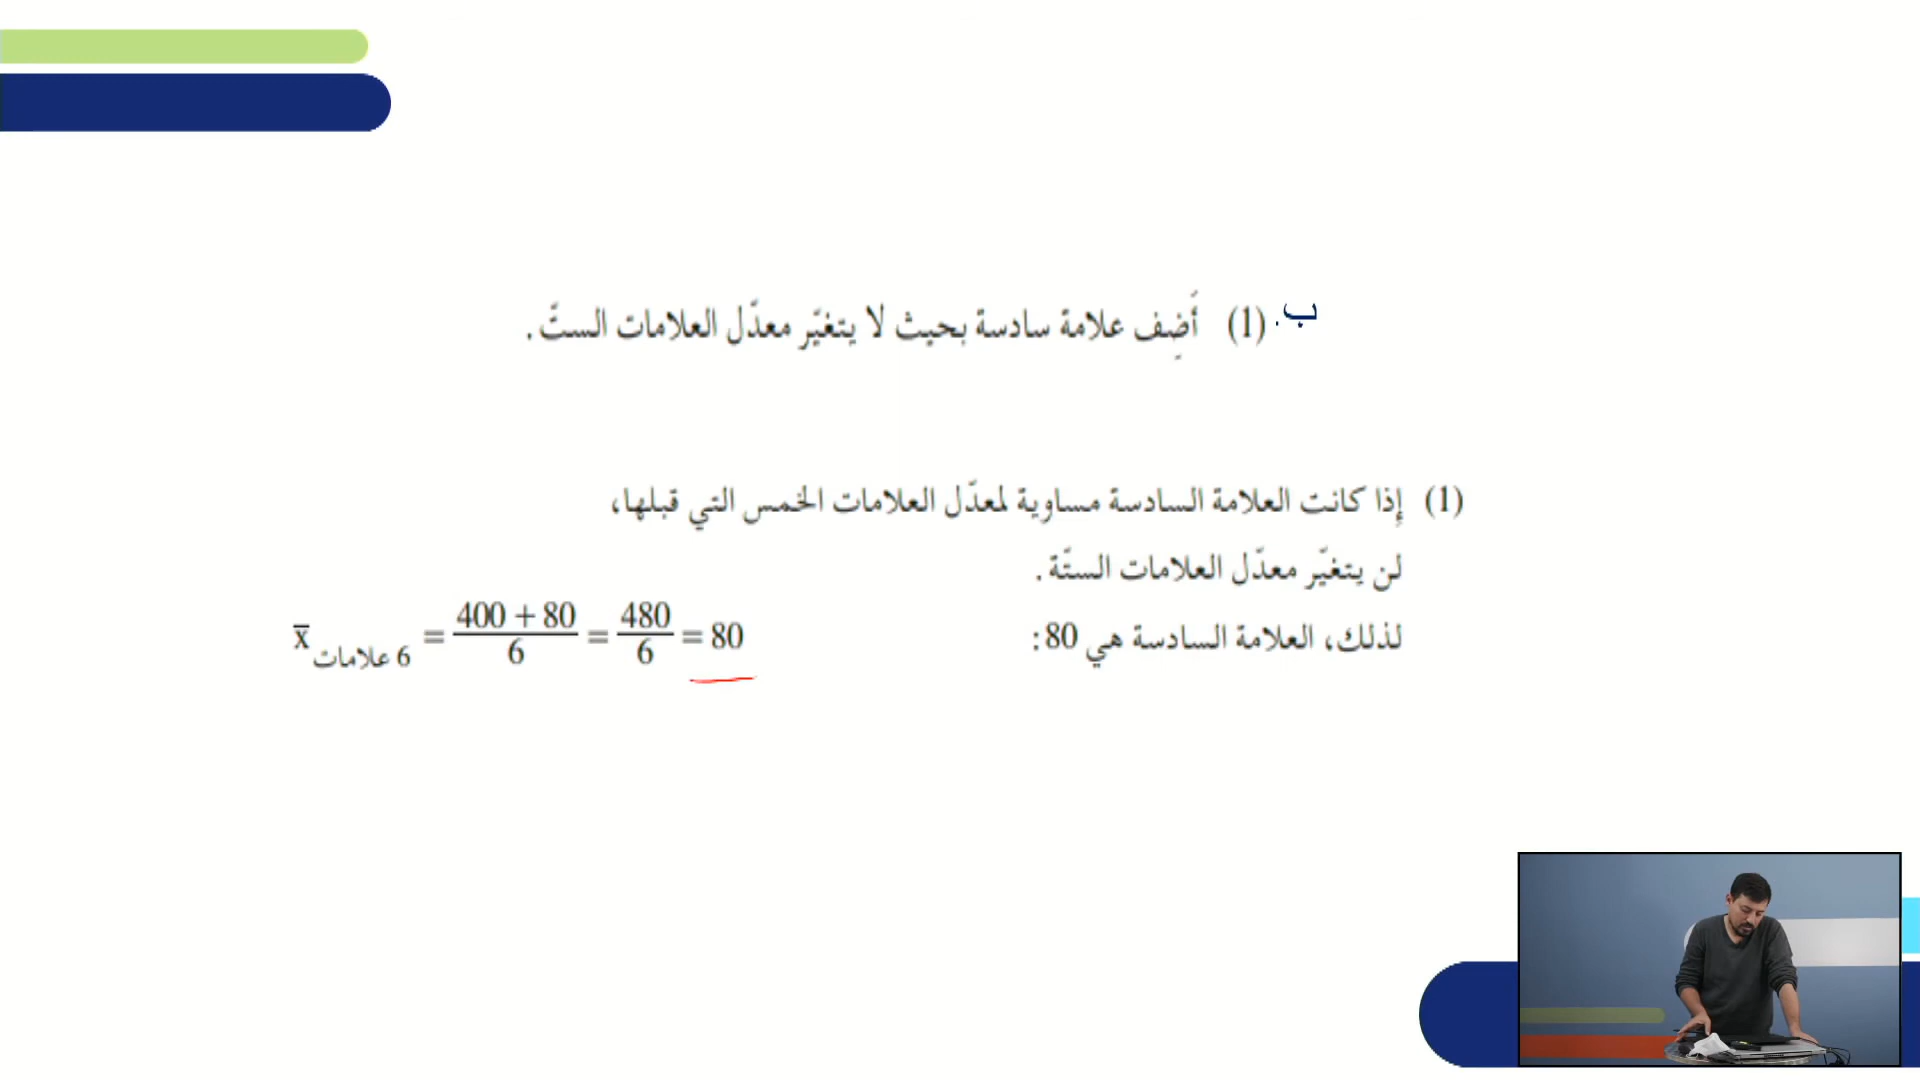 ب. (1) أَضِف علامة سادسة بحيث لا يتغيّر معدّل العلامات الستّ.
(1) إذا كانت العلامة السادسة مساوية لمعدّل العلامات الخمس التي قبلها،
لن يتغيّر معدّل العلامات الستّة.
لذلك، العلامة السادسة هي 80:
x̄ 6 علامات = (400 + 80)/6 = 480/6 = 80